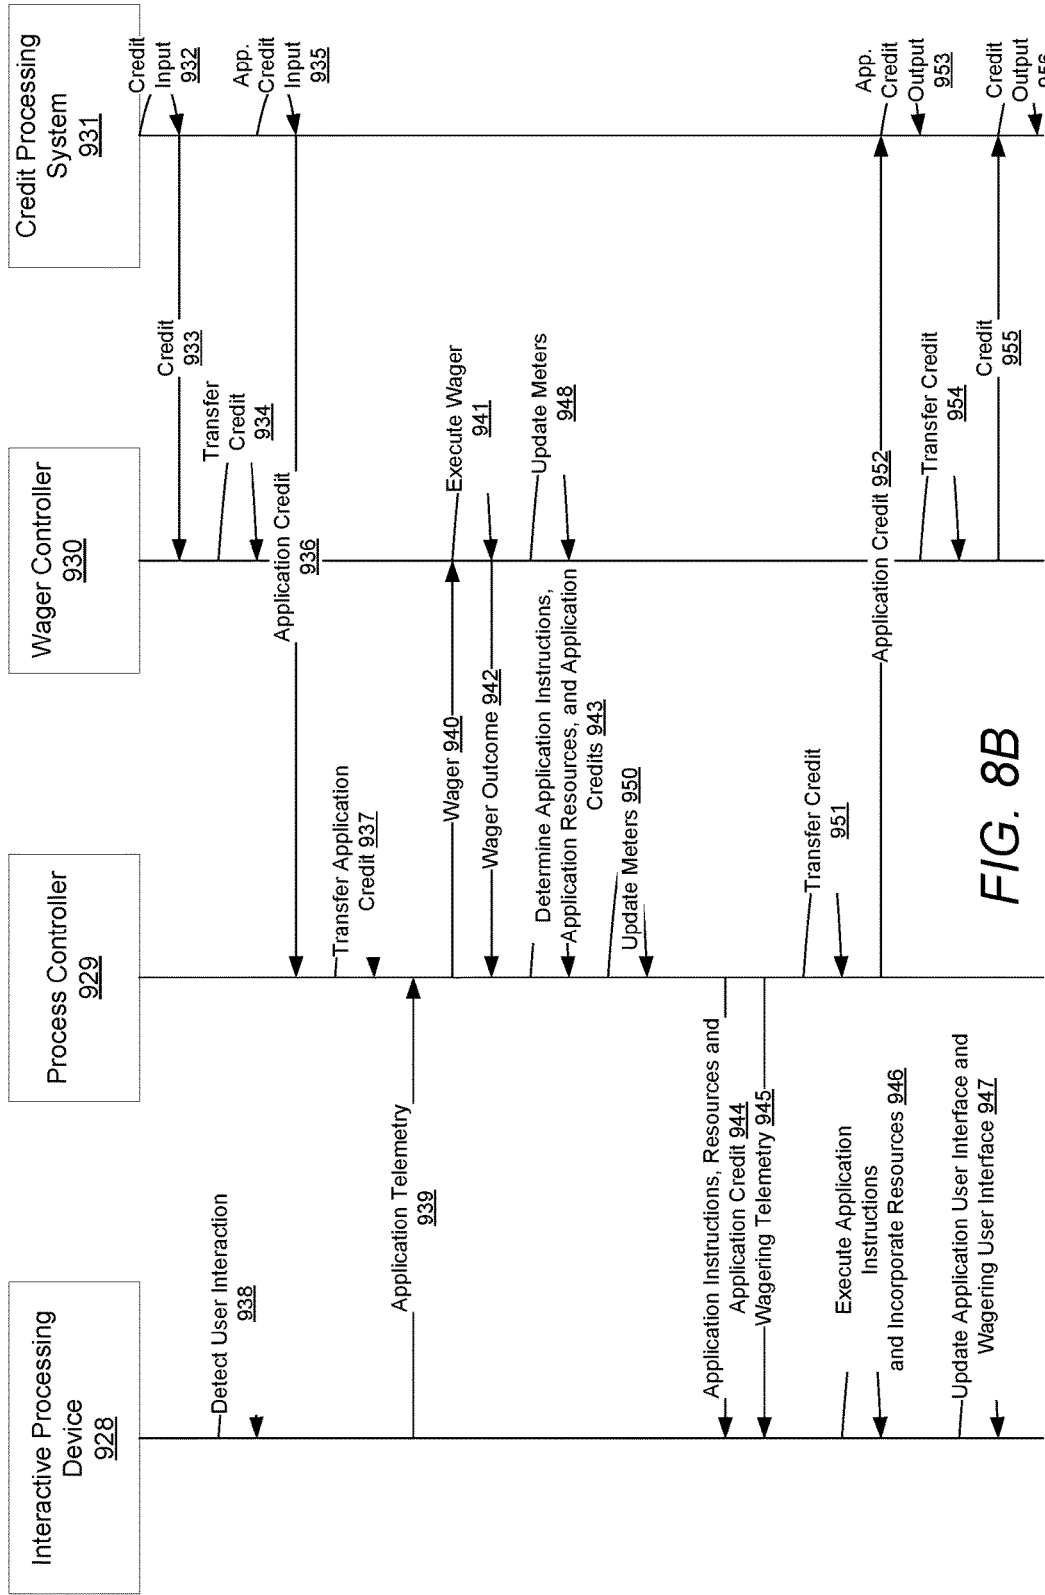 Interactive Processing
Device
928
Process Controller
929
Wager Controller
930
Credit Processing
System
931
Credit
Input
932
Credit
933
Transfer
Credit
934
App.
Credit
Input
935
Application Credit
936
Transfer Application
Credit 937
Detect User Interaction
938
Application Telemetry
939
Wager 940
Execute Wager
941
Wager Outcome 942
Determine Application Instructions,
Application Resources, and Application
Credits 943
Update Meters
948
Update Meters 950
Application Instructions, Resources and
Application Credit 944
Wagering Telemetry 945
Execute Application
Instructions
and Incorporate Resources 946
Update Application User Interface and
Wagering User Interface 947
Transfer Credit
951
Application Credit 952
App.
Credit
Output
953
Transfer Credit
954
Credit
955
Credit
Output
956
FIG. 8B